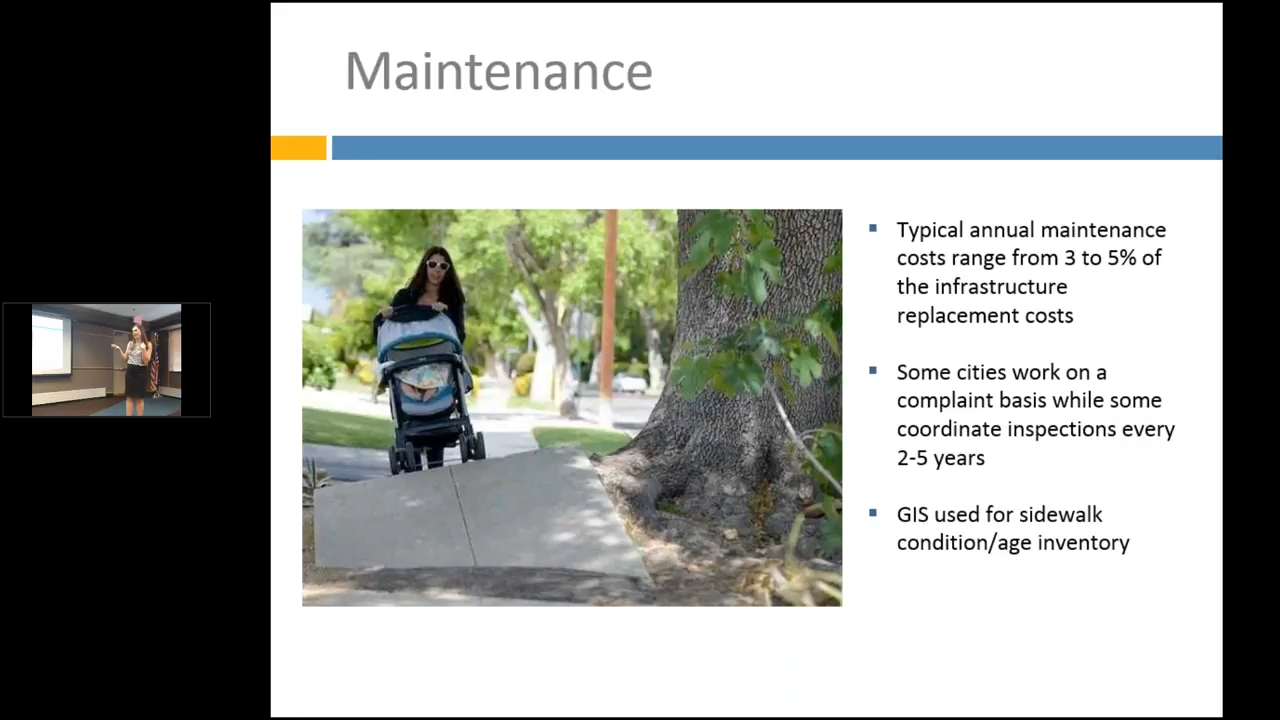 Maintenance
Typical annual maintenance
costs range from 3 to 5% of
the infrastructure
replacement costs
Some cities work on a
complaint basis while some
coordinate inspections every
2-5 years
GIS used for sidewalk
condition/age inventory